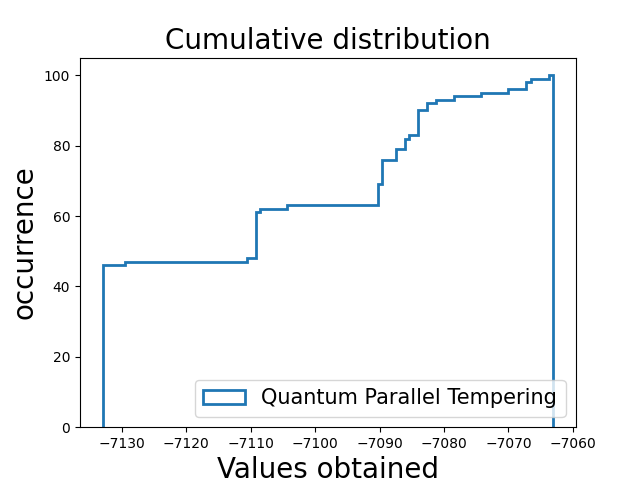 Cumulative distribution
occurrence
100
80
60
40
20
0
Quantum Parallel Tempering
−7130 −7120 −7110 −7100 −7090 −7080 −7070 −7060
Values obtained